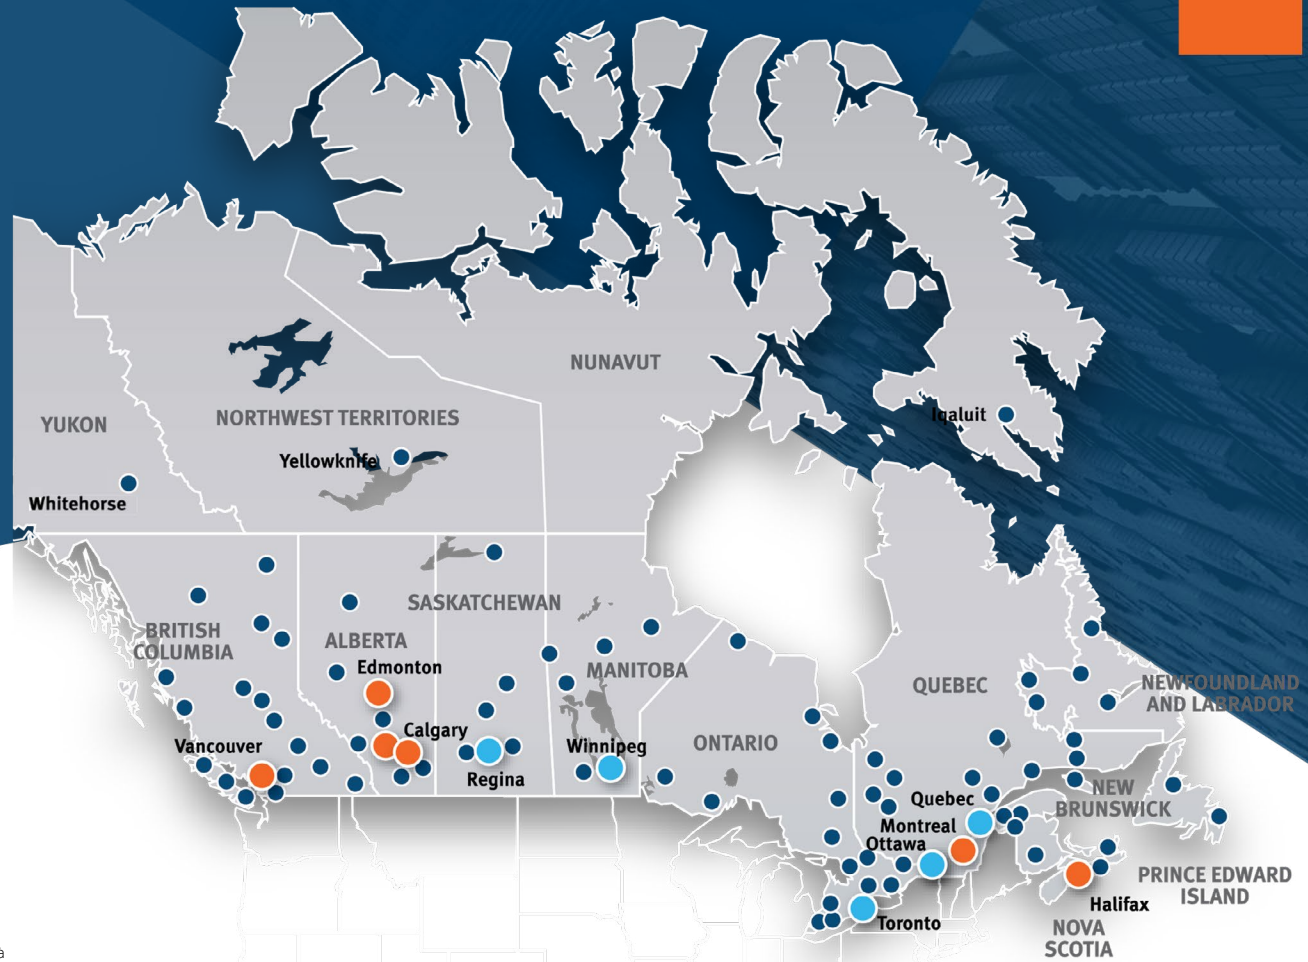 NUNAVUT
YUKON
NORTHWEST TERRITORIES
Iqaluit
Yellowknife
Whitehorse
SASKATCHEWAN
BRITISH
COLUMBIA
ALBERTA
Edmonton
MANITOBA
QUEBEC
NEWFOUNDLAND
AND LABRADOR
Calgary
Vancouver
Winnipeg
ONTARIO
Regina
NEW
BRUNSWICK
Quebec
Montreal
Ottawa
PRINCE EDWARD
ISLAND
Halifax
Toronto
NOVA
SCOTIA
à